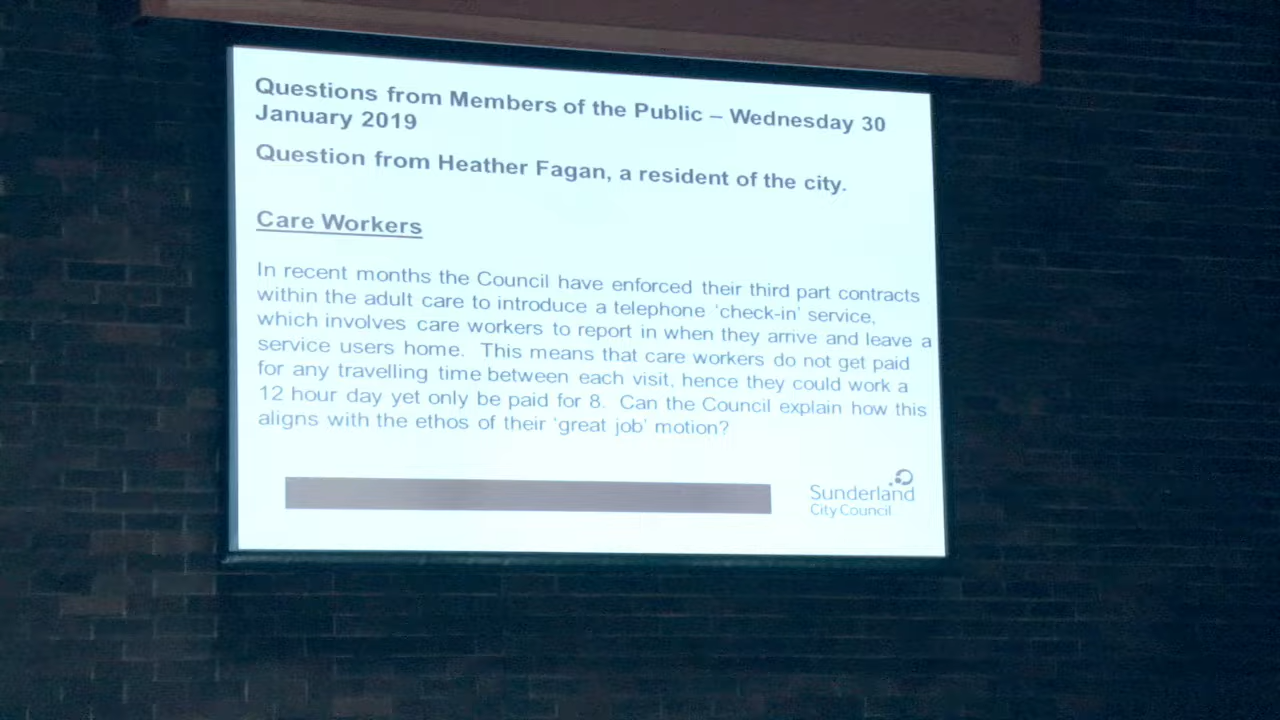 Questions from Members of the Public – Wednesday 30
January 2019
Question from Heather Fagan, a resident of the city.
Care Workers
In recent months the Council have enforced their third part contracts
within the adult care to introduce a telephone 'check-in' service,
which involves care workers to report in when they arrive and leave a
service users home. This means that care workers do not get paid
for any travelling time between each visit, hence they could work a
12 hour day yet only be paid for 8. Can the Council explain how this
aligns with the ethos of their 'great job' motion?
Sunderland
City Council